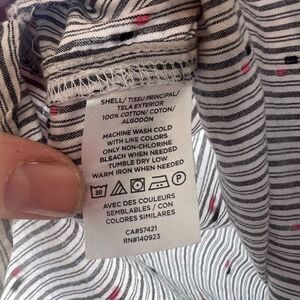 SHELL/ TISSU PRINCIPAL/
TELA EXTERIOR
100% COTTON/ COTON/
ALGODON
MACHINE WASH COLD
WITH LIKE COLORS
ONLY NON-CHLORINE
BLEACH WHEN NEEDED
TUMBLE DRY LOW
WARM IRON WHEN NEEDED
30 P
AVEC DES COULEURS
SEMBLABLES / CON
COLORES SIMILARES
CA#57421
RN#140923